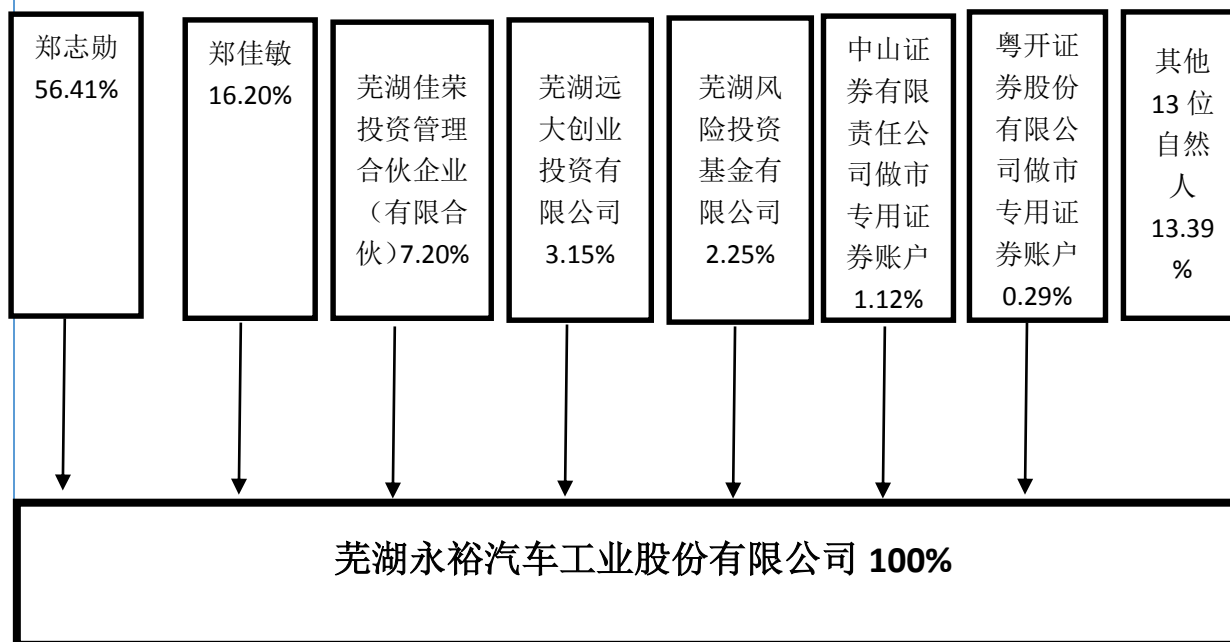 郑志勋
56.41%
郑佳敏
16.20%
芜湖佳荣
投资管理
合伙企业
（有限合
伙）7.20%
芜湖远
大创业
投资有
限公司
3.15%
芜湖风
险投资
基金有
限公司
2.25%
中山证
券有限
责任公
司做市
专用证
券账户
1.12%
粤开证
券股份
有限公
司做市
专用证
券账户
0.29%
其他
13 位
自然
人
13.39
%
芜湖永裕汽车工业股份有限公司 100%